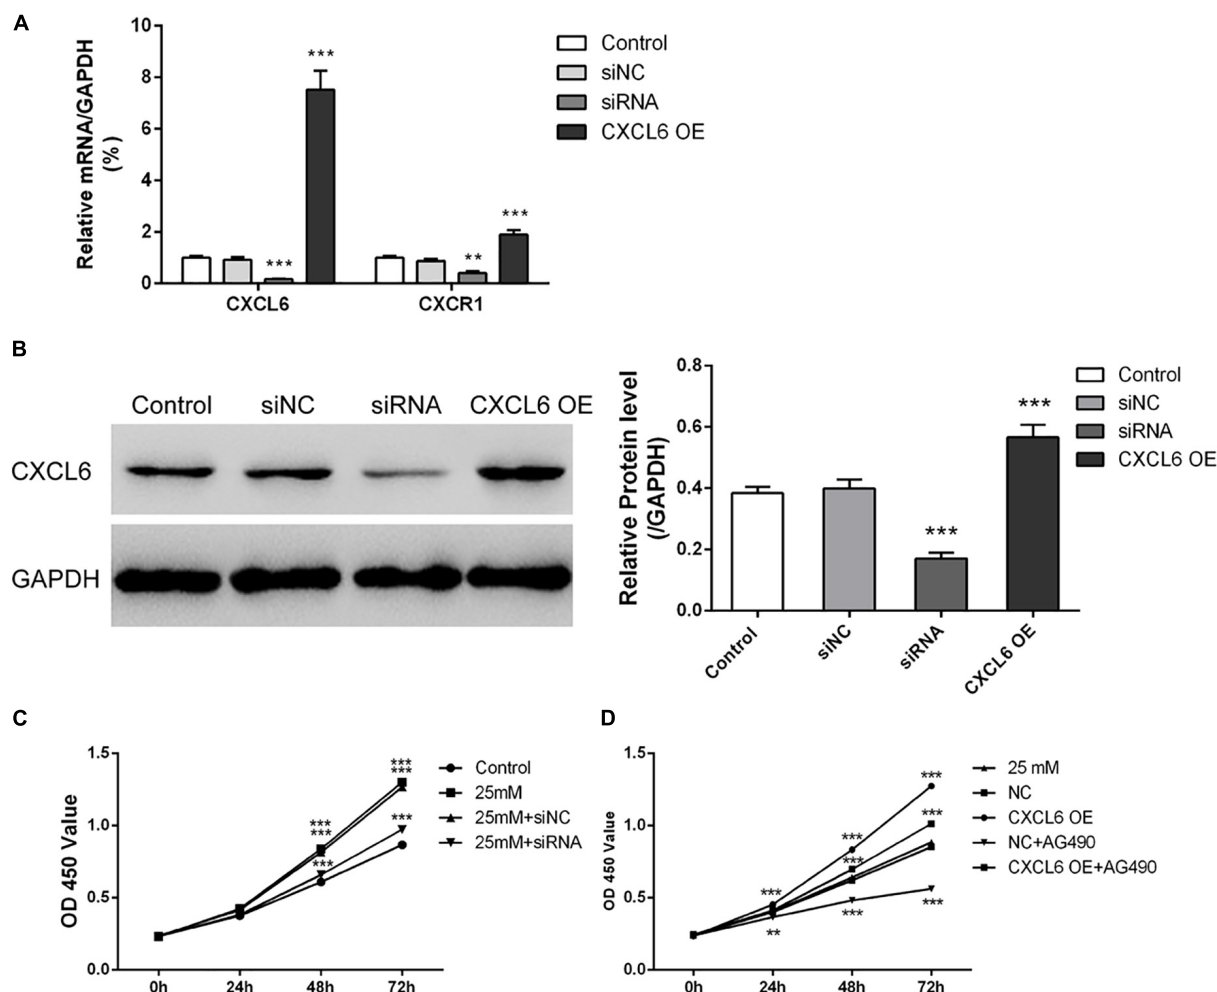 A
Relative mRNA/GAPDH
(%)
10
8
6
4
2
0
***
***
**
***
CXCL6
CXCR1
Control
siNC
siRNA
CXCL6 OE
B
Control siNC siRNA CXCL6 OE
CXCL6
GAPDH
Relative Protein level
(/GAPDH)
0.8
0.6
0.4
0.2
0.0
***
***
Control
siNC
siRNA
CXCL6 OE
Control
siNC
siRNA
CXCL6 OE
C
OD 450 Value
1.5
1.0
0.5
0.0
***
***
***
***
***
***
0h 24h 48h 72h
Control
25mM
25mM+siNC
25mM+siRNA
D
OD 450 Value
1.5
1.0
0.5
0.0
***
**
***
***
***
***
***
***
0h 24h 48h 72h
25 mM
NC
CXCL6 OE
NC+AG490
CXCL6 OE+AG490